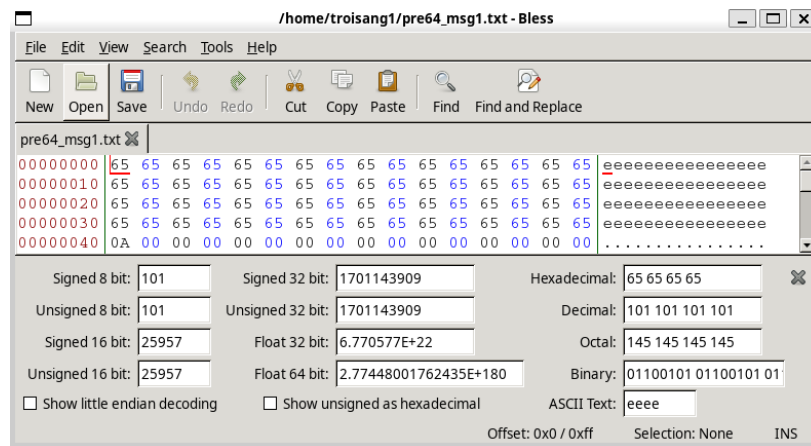 /home/troisang1/pre64_msg1.txt - Bless
File Edit View Search Tools Help
New Open Save Undo Redo Cut Copy Paste Find Find and Replace
pre64_msg1.txt
00000000 65 65 65 65 65 65 65 65 65 65 65 65 65 65 65 65 eeeeeeeeeeeeeeee
00000010 65 65 65 65 65 65 65 65 65 65 65 65 65 65 65 65 eeeeeeeeeeeeeeee
00000020 65 65 65 65 65 65 65 65 65 65 65 65 65 65 65 65 eeeeeeeeeeeeeeee
00000030 65 65 65 65 65 65 65 65 65 65 65 65 65 65 65 65 eeeeeeeeeeeeeeee
00000040 0A 00 00 00 00 00 00 00 00 00 00 00 00 00 00 00 ................
Signed 8 bit: 101 Signed 32 bit: 1701143909 Hexadecimal: 65 65 65 65
Unsigned 8 bit: 101 Unsigned 32 bit: 1701143909 Decimal: 101 101 101 101
Signed 16 bit: 25957 Float 32 bit: 6.770577E+22 Octal: 145 145 145 145
Unsigned 16 bit: 25957 Float 64 bit: 2.77448001762435E+180 Binary: 01100101 01100101 01
Show little endian decoding Show unsigned as hexadecimal ASCII Text: eeee
Offset: 0x0 / 0xff Selection: None INS